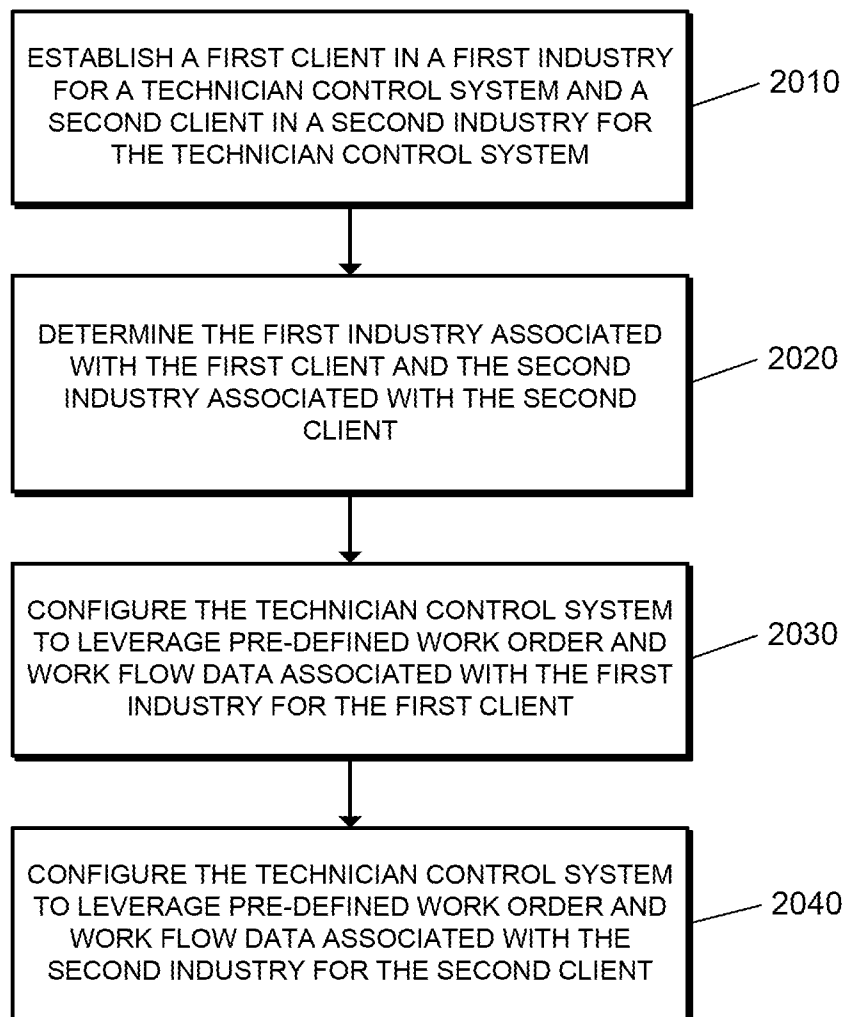 ESTABLISH A FIRST CLIENT IN A FIRST INDUSTRY
FOR A TECHNICIAN CONTROL SYSTEM AND A
SECOND CLIENT IN A SECOND INDUSTRY FOR
THE TECHNICIAN CONTROL SYSTEM
2010
DETERMINE THE FIRST INDUSTRY ASSOCIATED
WITH THE FIRST CLIENT AND THE SECOND
INDUSTRY ASSOCIATED WITH THE SECOND
CLIENT
2020
CONFIGURE THE TECHNICIAN CONTROL SYSTEM
TO LEVERAGE PRE-DEFINED WORK ORDER AND
WORK FLOW DATA ASSOCIATED WITH THE FIRST
INDUSTRY FOR THE FIRST CLIENT
2030
CONFIGURE THE TECHNICIAN CONTROL SYSTEM
TO LEVERAGE PRE-DEFINED WORK ORDER AND
WORK FLOW DATA ASSOCIATED WITH THE
SECOND INDUSTRY FOR THE SECOND CLIENT
2040